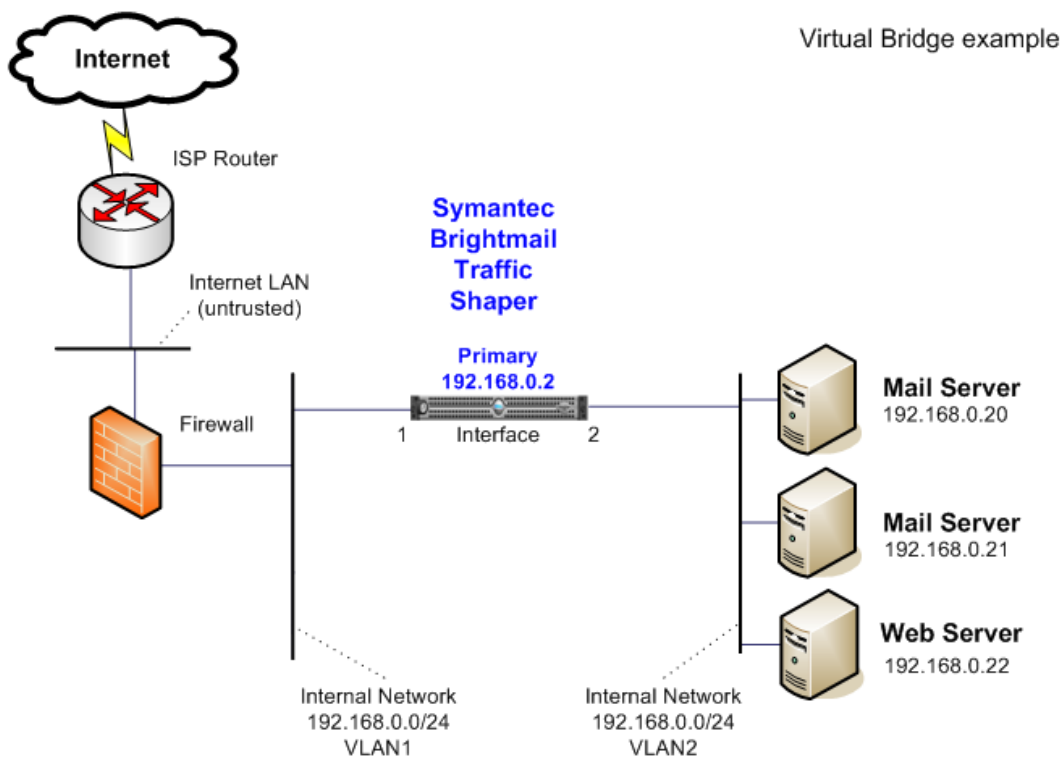 Virtual Bridge example
Internet
ISP Router
Symantec
Brightmail
Traffic
Shaper
Internet LAN
(untrusted)
Primary
192.168.0.2
Firewall
1 Interface 2
Mail Server
192.168.0.20
Mail Server
192.168.0.21
Web Server
192.168.0.22
Internal Network
192.168.0.0/24
VLAN1
Internal Network
192.168.0.0/24
VLAN2